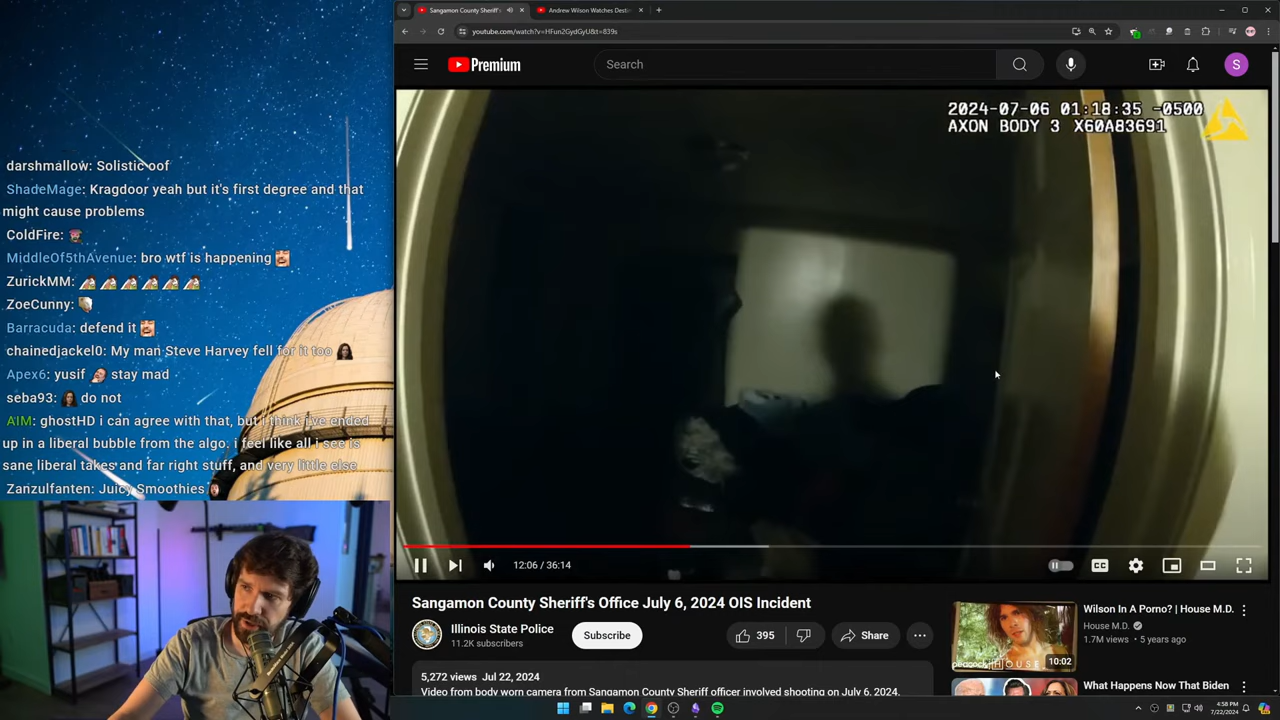 Sangamon County Sheriff's
Andrew Wilson Watches Desti
youtube.com/watch?v=HFun2GydGyU&t=839s
Premium
Search
S
2024-07-06 01:18:35 -0500
AXON BODY 3 X60A83691
darshmallow: Solistic oof
ShadeMage: Kragdoor yeah but it's first degree and that
might cause problems
ColdFire:
MiddleOf5thAvenue: bro wtf is happening
ZurickMM:
ZoeCunny:
Barracuda: defend it
chainedjackel0: My man Steve Harvey fell for it too
Apex6: yusif stay mad
seba93: do not
A'IM: ghostHD i can agree with that, but i think i've ended
up in a liberal bubble from the algo. i feel like all i see is
sane liberal takes and far right stuff, and very little else
Zanzulfanten: Juicy Smoothies
12:06 / 36:14
Sangamon County Sheriff's Office July 6, 2024 OIS Incident
Illinois State Police
11.2K subscribers
Subscribe
395
Share
5,272 views Jul 22, 2024
Video from body worn camera from Sangamon County Sheriff officer involved shooting on July 6, 2024.
Wilson In A Porno? | House M.D.
House M.D.
1.7M views • 5 years ago
peacock HOUSE
10:02
What Happens Now That Biden
4:58 PM
7/22/2024